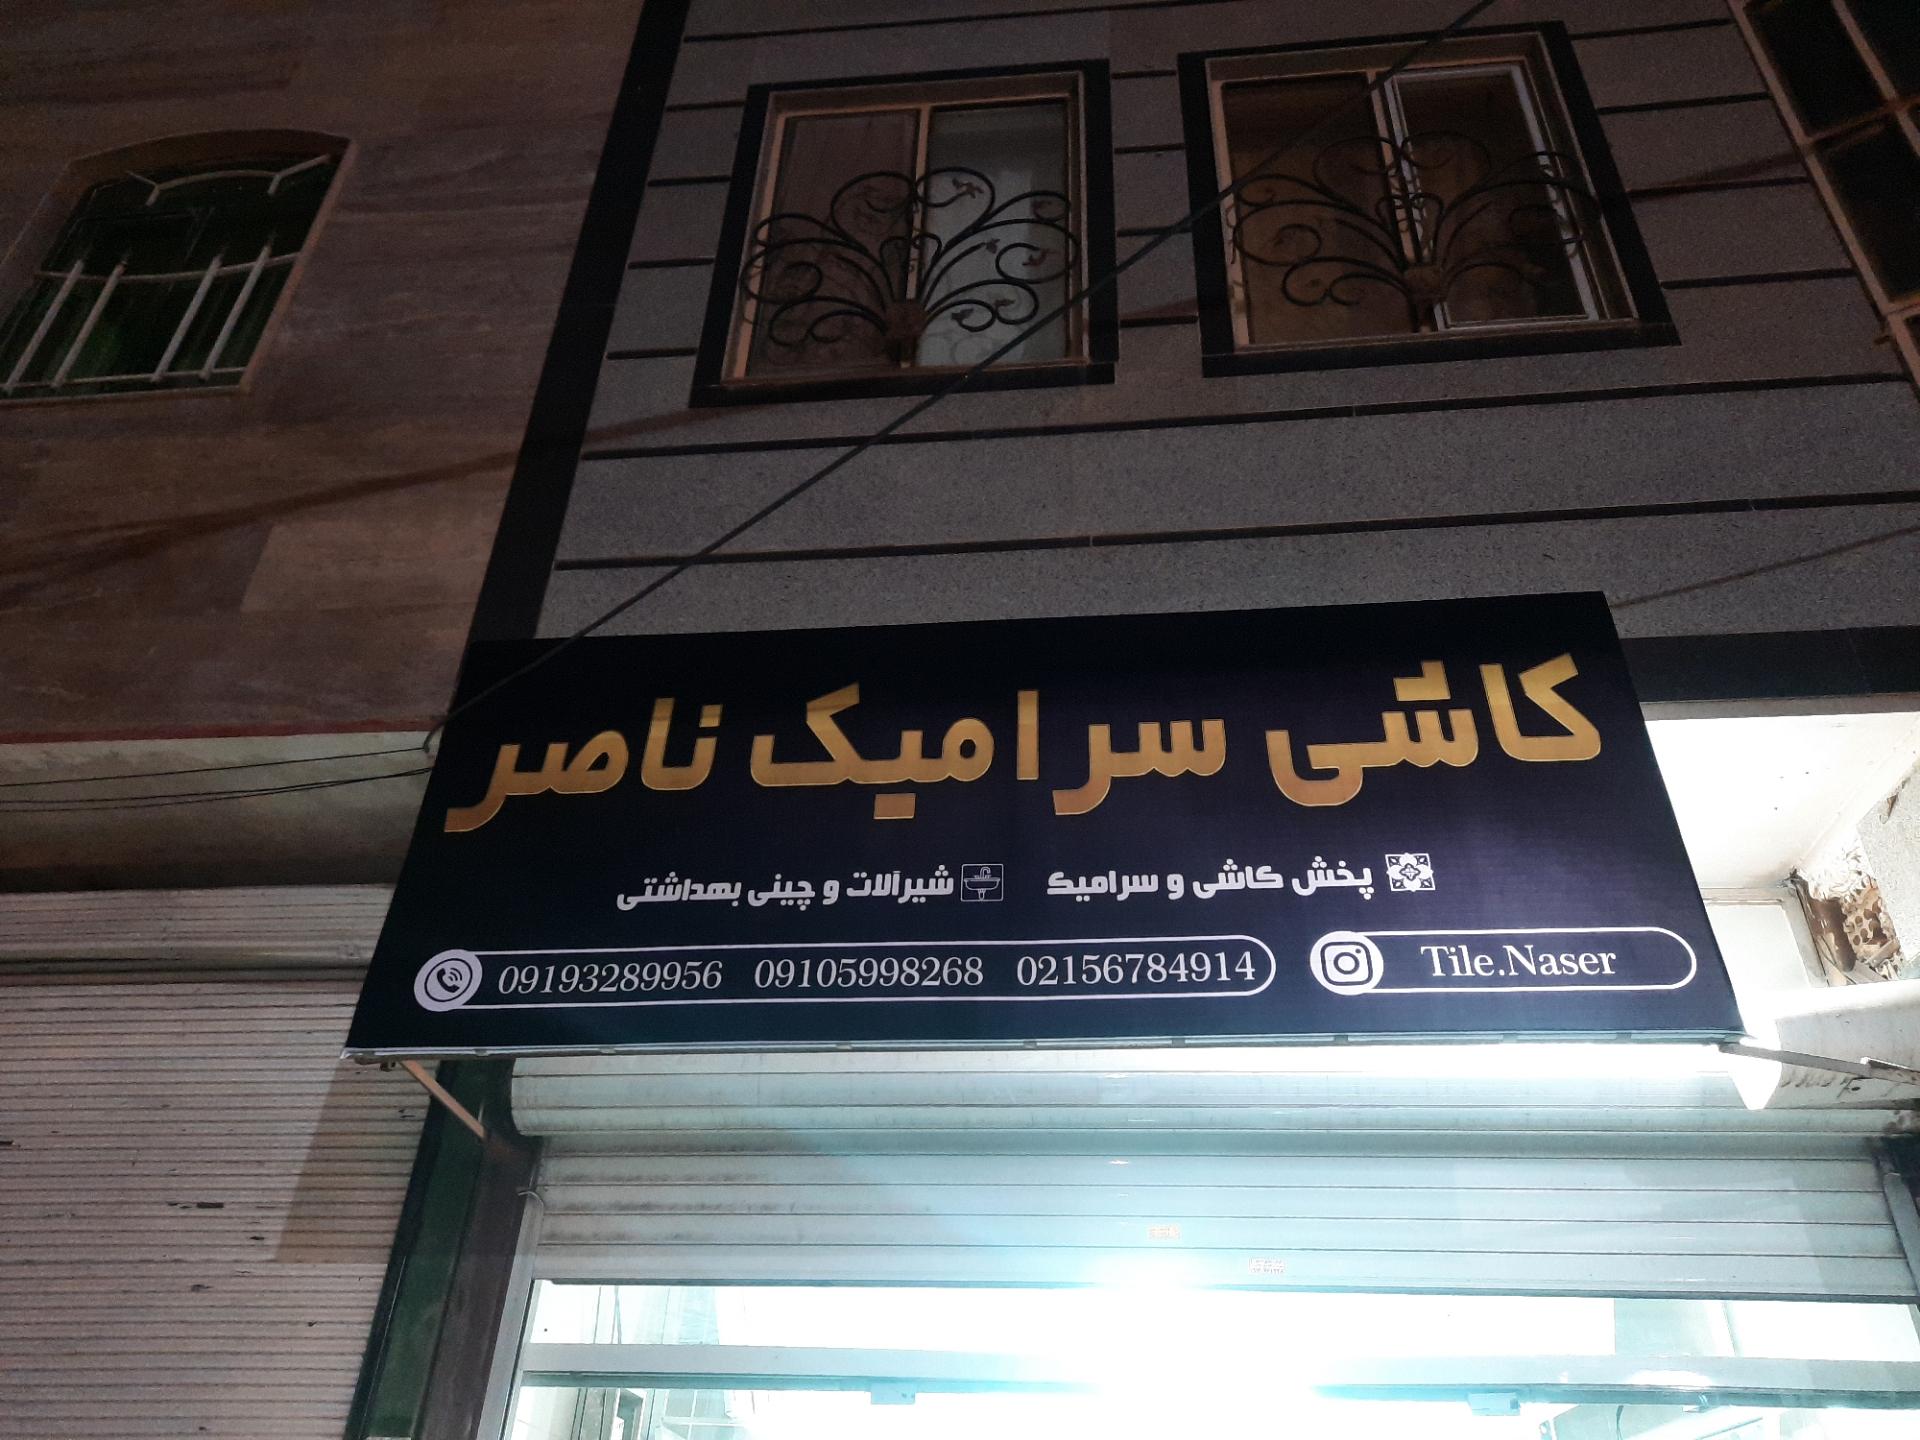 کاشی سرامیک ناصر
پخش کاشی و سرامیک شیرآلات و چینی بهداشتی
09193289956 09105998268 02156784914 Tile.Naser